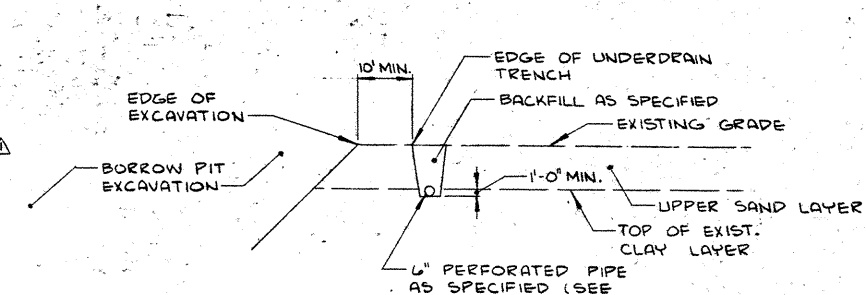 10' MIN.
EDGE OF UNDERDRAIN
TRENCH
EDGE OF
EXCAVATION
BACKFILL AS SPECIFIED
EXISTING GRADE
BORROW PIT
EXCAVATION
1'-0" MIN.
UPPER SAND LAYER
TOP OF EXIST.
CLAY LAYER
6" PERFORATED PIPE
AS SPECIFIED (SEE